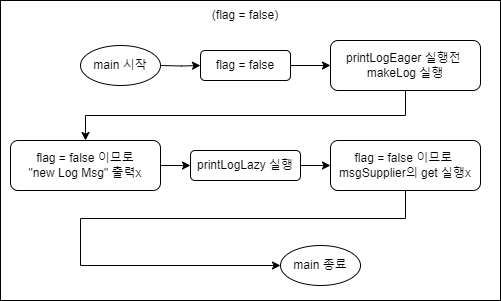 (flag = false)
main 시작
flag = false
printLogEager 실행전
makeLog 실행
flag = false 이므로
"new Log Msg" 출력x
printLogLazy 실행
flag = false 이므로
msgSupplier의 get 실행x
main 종료